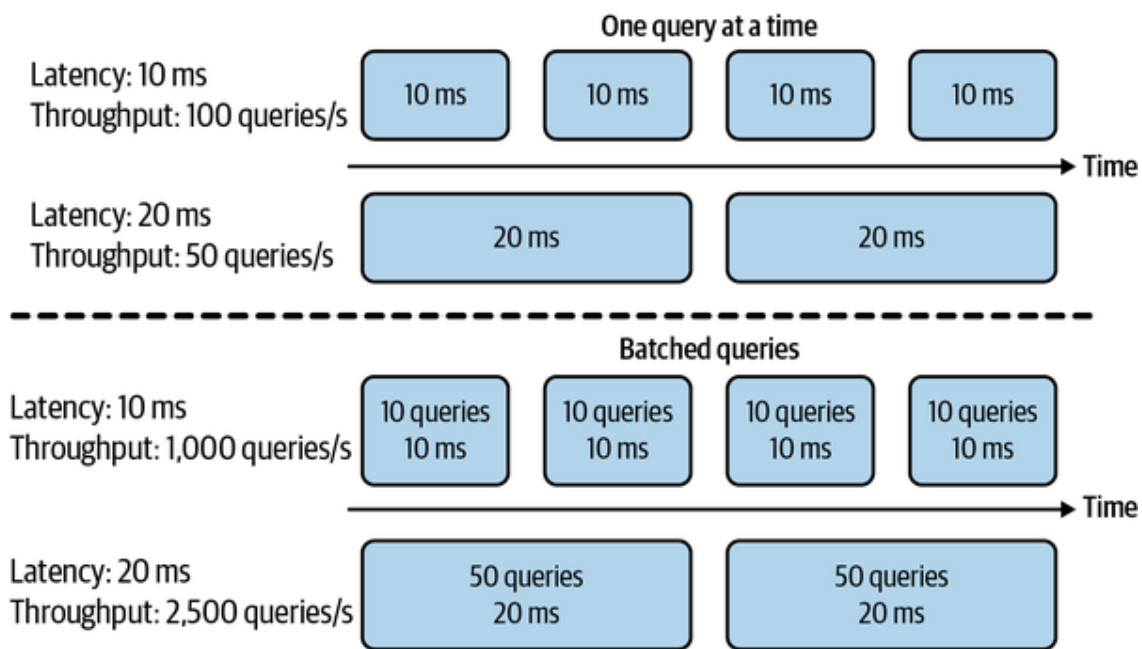 One query at a time
Latency: 10 ms
Throughput: 100 queries/s
10 ms
10 ms
10 ms
10 ms
Time
Latency: 20 ms
Throughput: 50 queries/s
20 ms
20 ms
Batched queries
Latency: 10 ms
Throughput: 1,000 queries/s
10 queries
10 ms
10 queries
10 ms
10 queries
10 ms
10 queries
10 ms
Time
Latency: 20 ms
Throughput: 2,500 queries/s
50 queries
20 ms
50 queries
20 ms